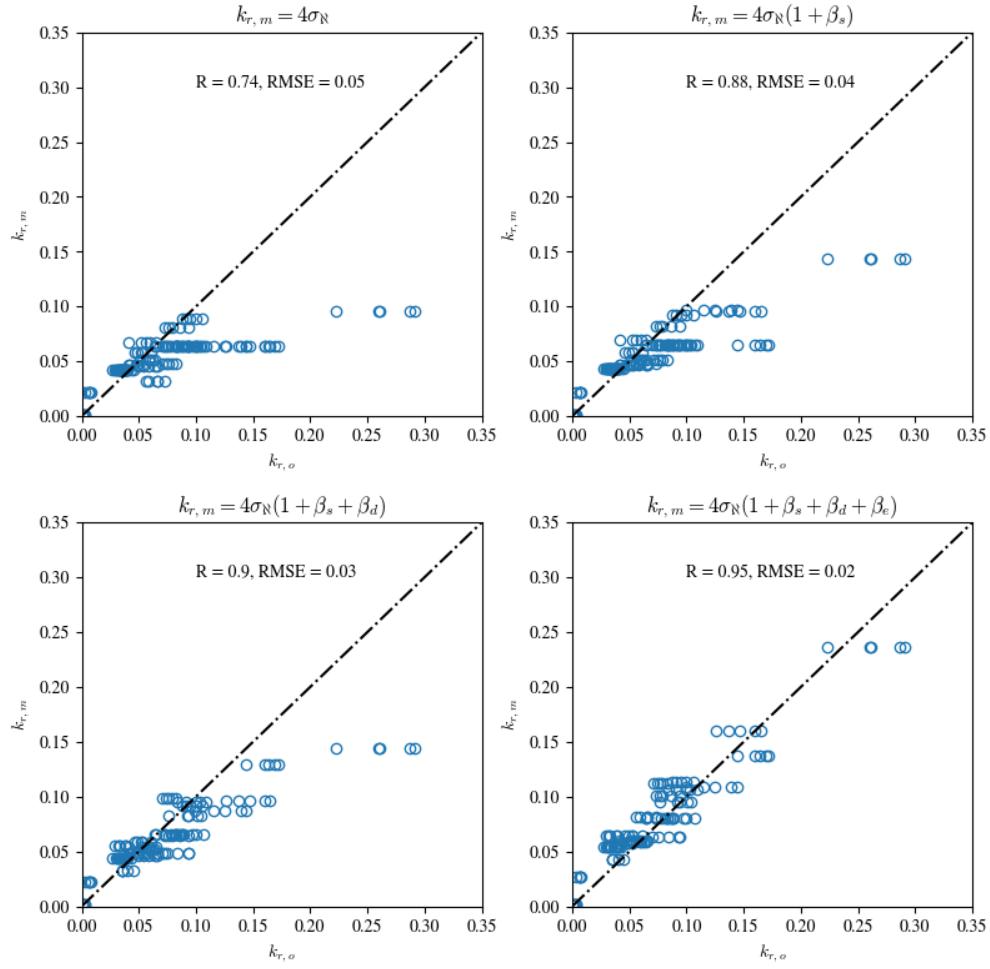 k_{r, m} = 4σ_ℵ
0.35
0.30
0.25
0.20
0.15
0.10
0.05
0.00
k_{r, m}
R = 0.74, RMSE = 0.05
0.00 0.05 0.10 0.15 0.20 0.25 0.30 0.35
k_{r, o}
k_{r, m} = 4σ_ℵ(1 + β_s)
0.35
0.30
0.25
0.20
0.15
0.10
0.05
0.00
k_{r, m}
R = 0.88, RMSE = 0.04
0.00 0.05 0.10 0.15 0.20 0.25 0.30 0.35
k_{r, o}
k_{r, m} = 4σ_ℵ(1 + β_s + β_d)
0.35
0.30
0.25
0.20
0.15
0.10
0.05
0.00
k_{r, m}
R = 0.9, RMSE = 0.03
0.00 0.05 0.10 0.15 0.20 0.25 0.30 0.35
k_{r, o}
k_{r, m} = 4σ_ℵ(1 + β_s + β_d + β_e)
0.35
0.30
0.25
0.20
0.15
0.10
0.05
0.00
k_{r, m}
R = 0.95, RMSE = 0.02
0.00 0.05 0.10 0.15 0.20 0.25 0.30 0.35
k_{r, o}